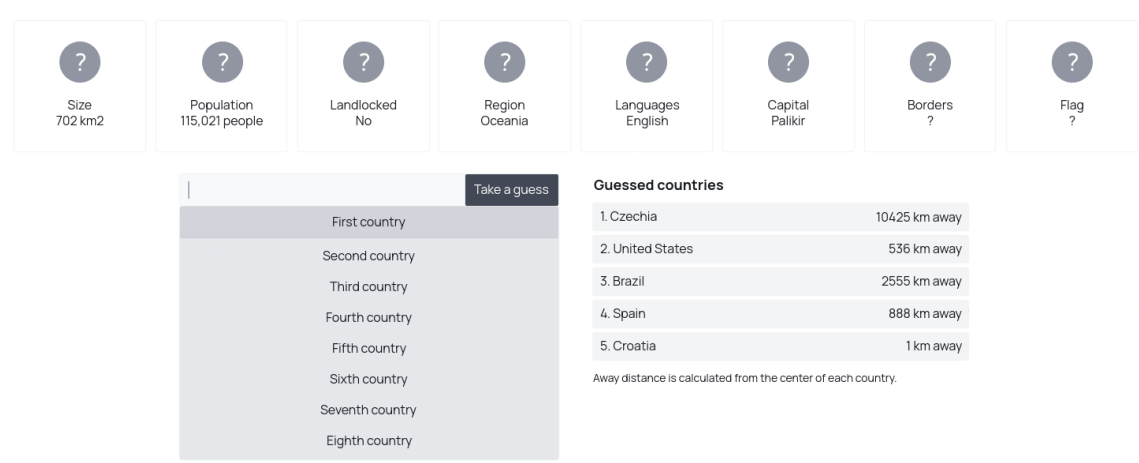 ?
Size
702 km2
?
Population
115,021 people
?
Landlocked
No
?
Region
Oceania
?
Languages
English
?
Capital
Palikir
?
Borders
?
?
Flag
?
Take a guess
First country
Second country
Third country
Fourth country
Fifth country
Sixth country
Seventh country
Eighth country
Guessed countries
1. Czechia 10425 km away
2. United States 536 km away
3. Brazil 2555 km away
4. Spain 888 km away
5. Croatia 1 km away
Away distance is calculated from the center of each country.